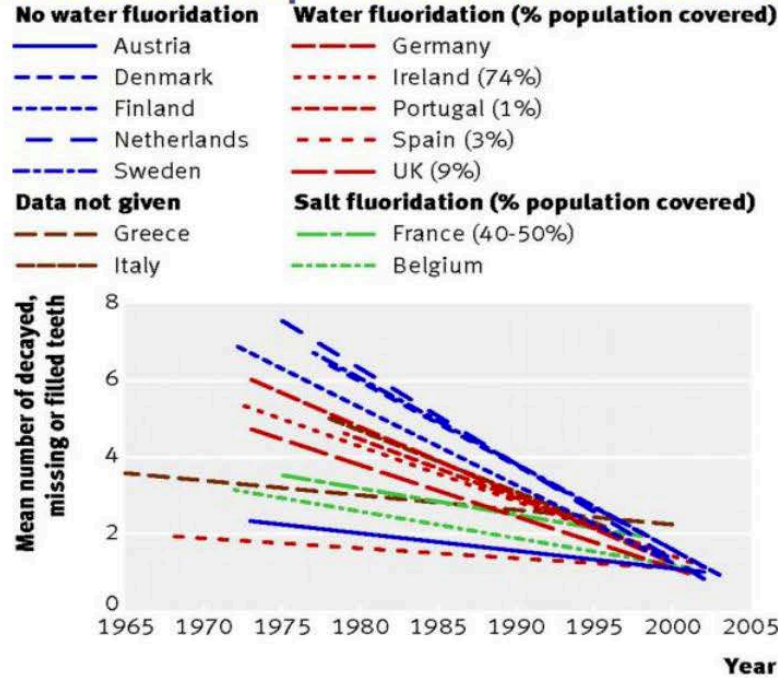 No water fluoridation
Austria
Denmark
Finland
Netherlands
Sweden
Water fluoridation (% population covered)
Germany
Ireland (74%)
Portugal (1%)
Spain (3%)
UK (9%)
Data not given
Greece
Italy
Salt fluoridation (% population covered)
France (40-50%)
Belgium
Mean number of decayed,
missing or filled teeth
8
6
4
2
0
1965 1970 1975 1980 1985 1990 1995 2000 2005
Year